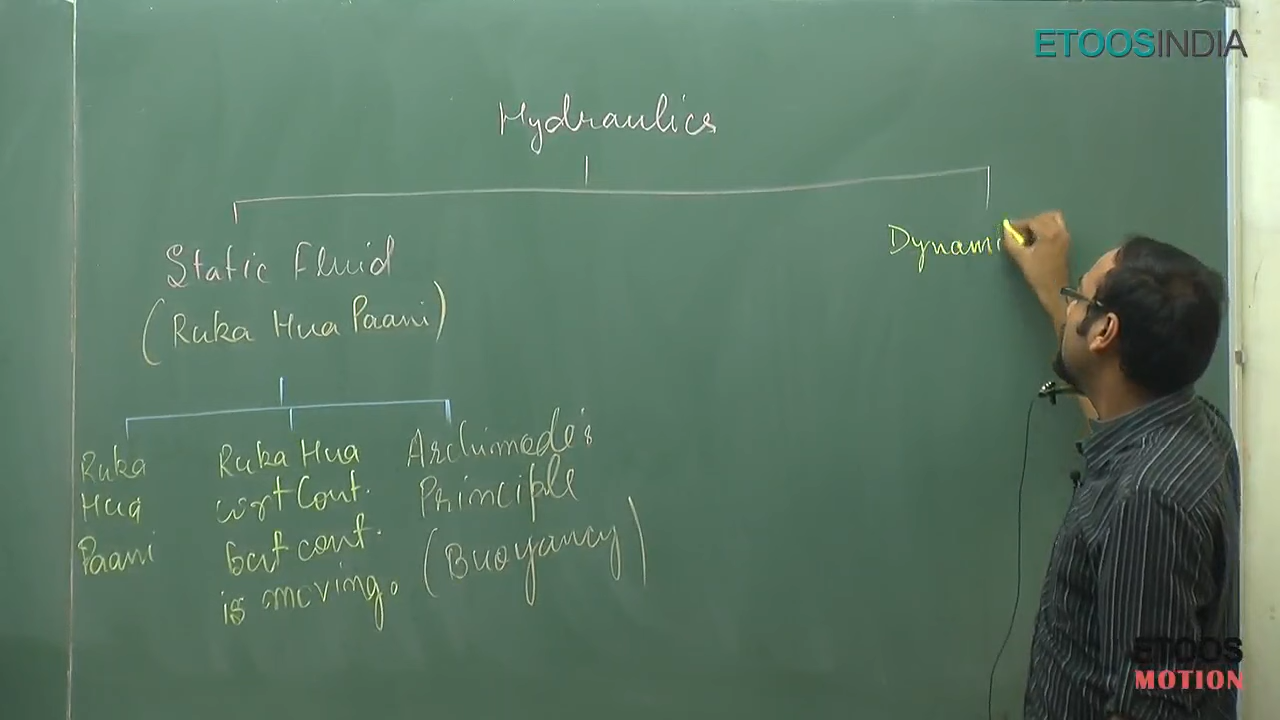 ETOOSINDIA
Hydraulics
Static Fluid
(Ruka Hua Paani)
Dynami
Ruka
Hua
Paani
Ruka Hua
wrt Cont.
but cont.
is moving.
Archimede's
Principle
(Buoyancy)
ETOOS
MOTION